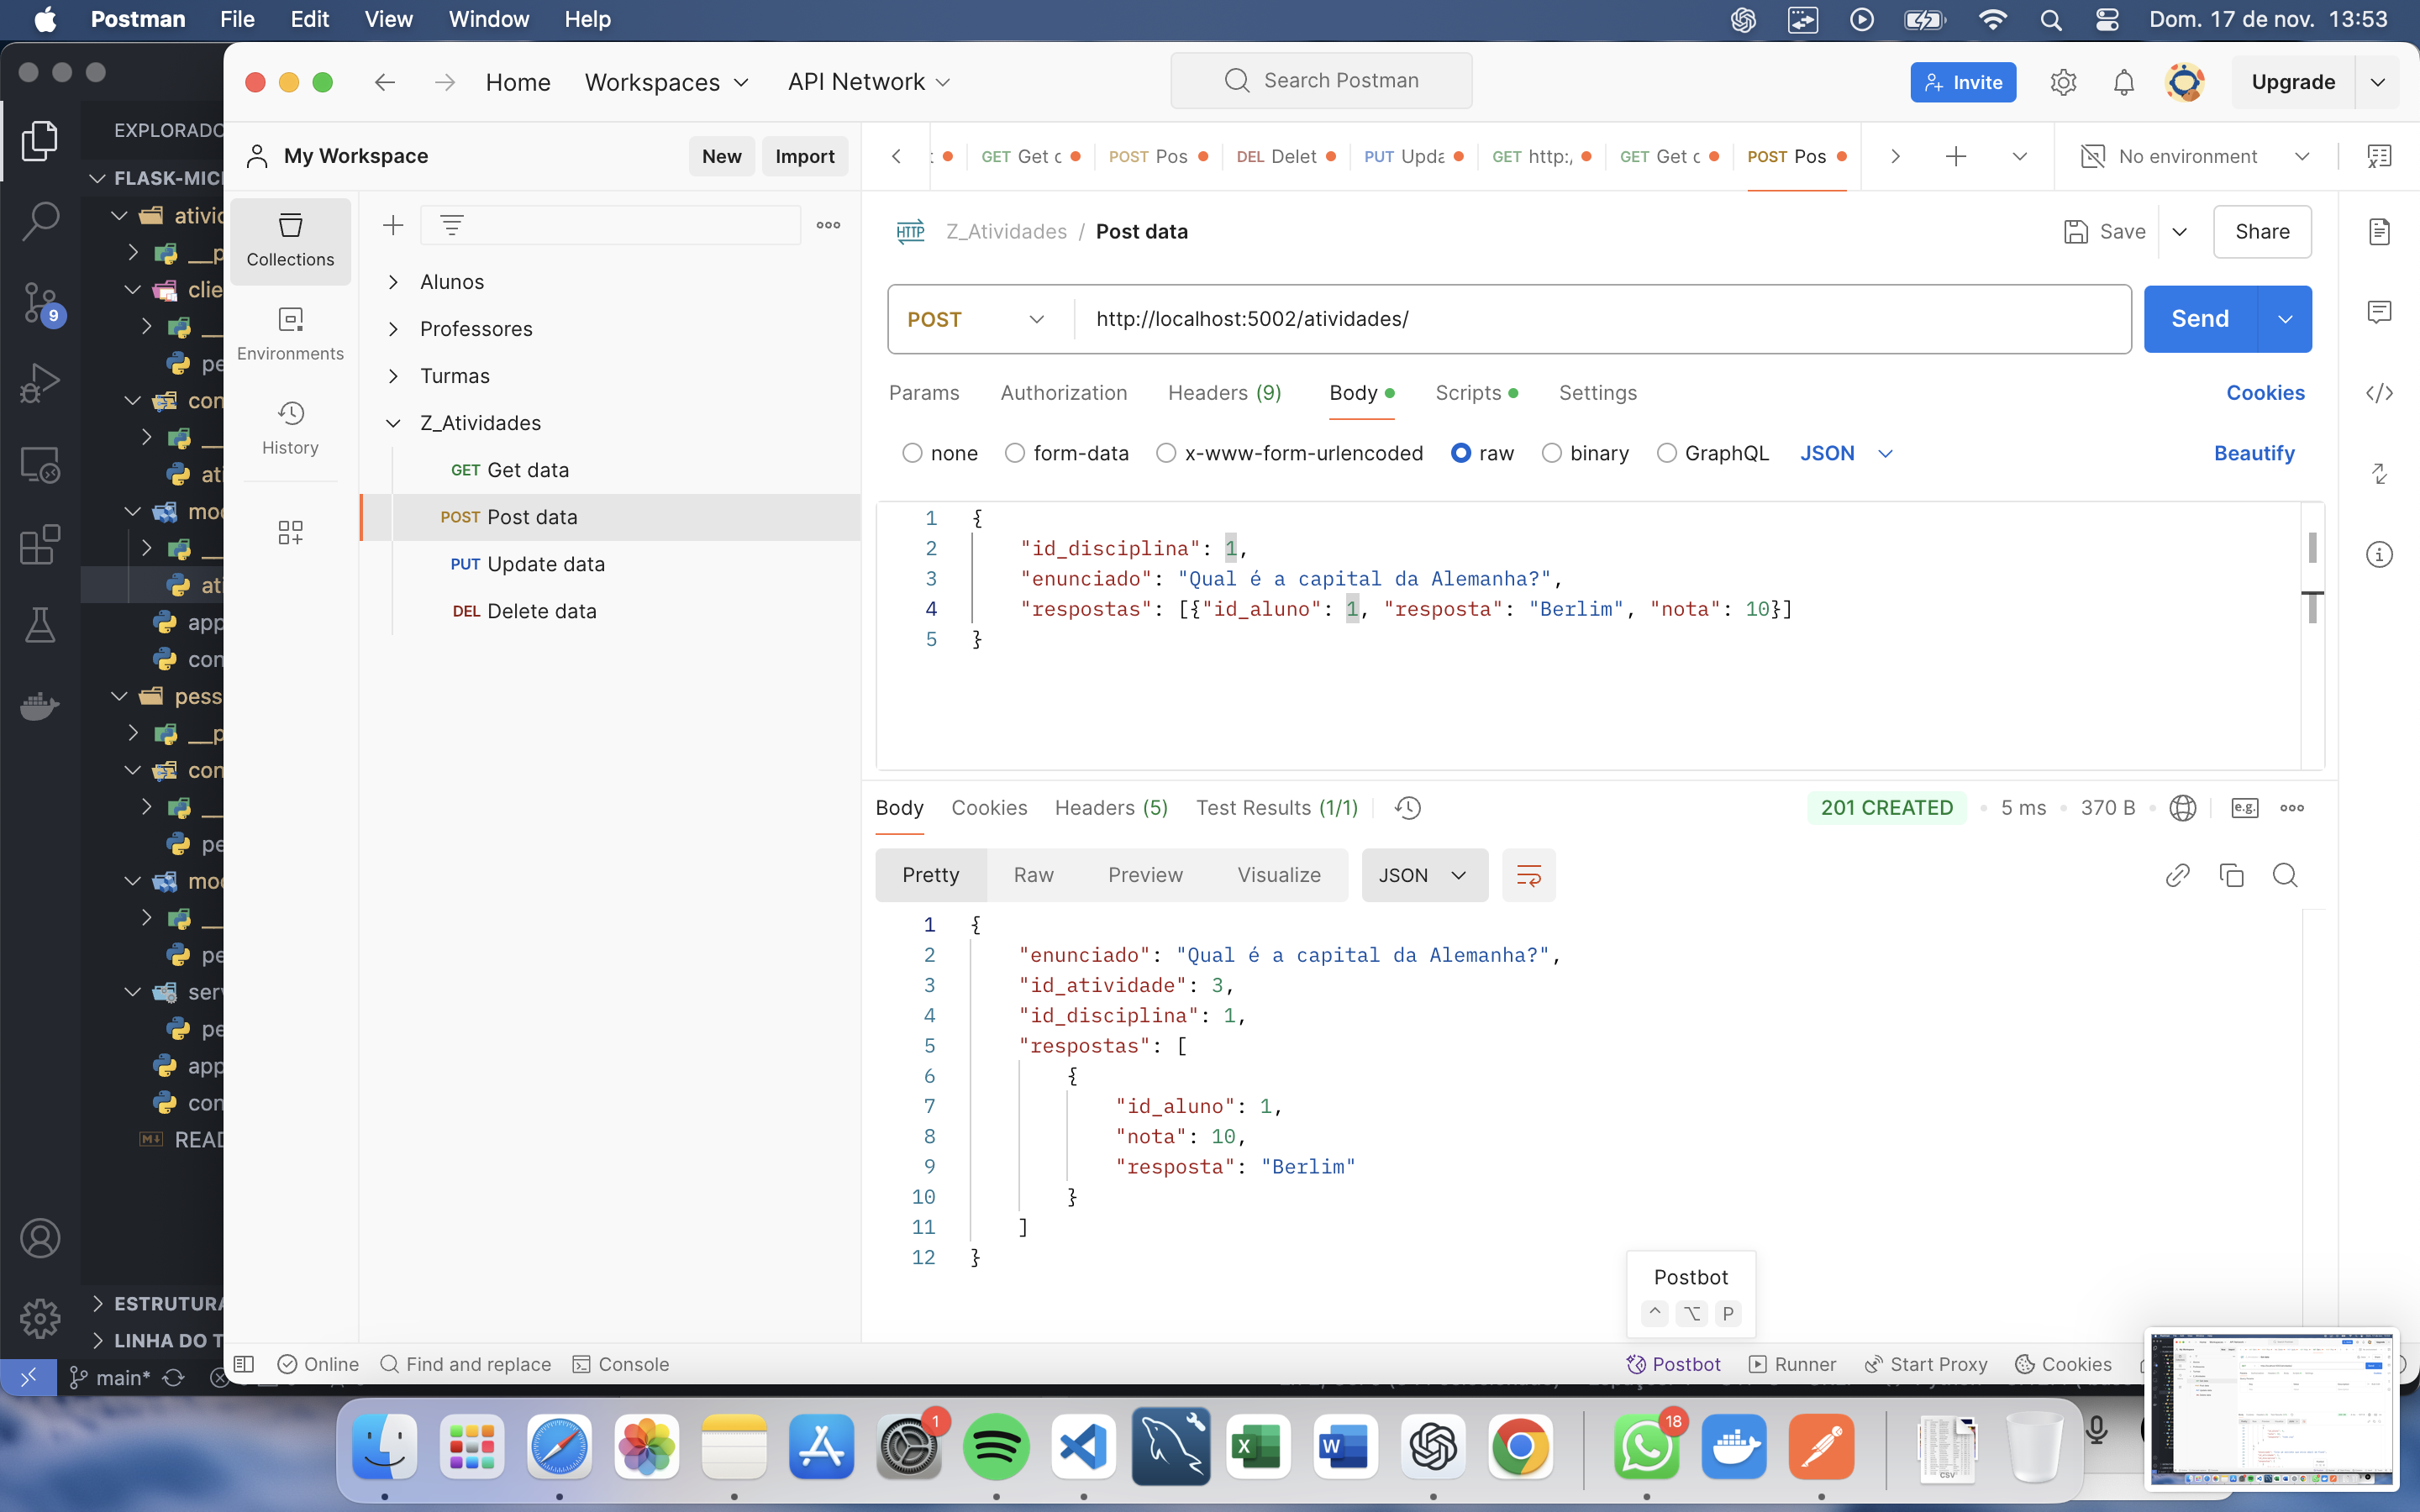 Postman File Edit View Window Help Dom. 17 de nov. 13:53
Home Workspaces API Network Search Postman Invite Upgrade
EXPLORADO
My Workspace New Import
GET Get c POST Pos DEL Delet PUT Upda GET http:, GET Get c POST Pos No environment
FLASK-MICI
ativid
__p
clie
__
pe
con
__
ati
mod
__
ati
app
con
pess
__p
con
__
pe
mod
__
pe
serv
pe
app
con
READ
ESTRUTURA
LINHA DO T
9
main*
Collections
Environments
History
Alunos
Professores
Turmas
Z_Atividades
GET Get data
POST Post data
PUT Update data
DEL Delete data
HTTP Z_Atividades / Post data Save Share
POST http://localhost:5002/atividades/ Send
Params Authorization Headers (9) Body Scripts Settings Cookies
none form-data x-www-form-urlencoded raw binary GraphQL JSON Beautify
1 {
2 "id_disciplina": 1,
3 "enunciado": "Qual é a capital da Alemanha?",
4 "respostas": [{"id_aluno": 1, "resposta": "Berlim", "nota": 10}]
5 }
Body Cookies Headers (5) Test Results (1/1) 201 CREATED 5 ms 370 B e.g.
Pretty Raw Preview Visualize JSON
1 {
2 "enunciado": "Qual é a capital da Alemanha?",
3 "id_atividade": 3,
4 "id_disciplina": 1,
5 "respostas": [
6 {
7 "id_aluno": 1,
8 "nota": 10,
9 "resposta": "Berlim"
10 }
11 ]
12 }
Postbot
^ ⌥ P
Online Find and replace Console Postbot Runner Start Proxy Cookies
1
18
CSV